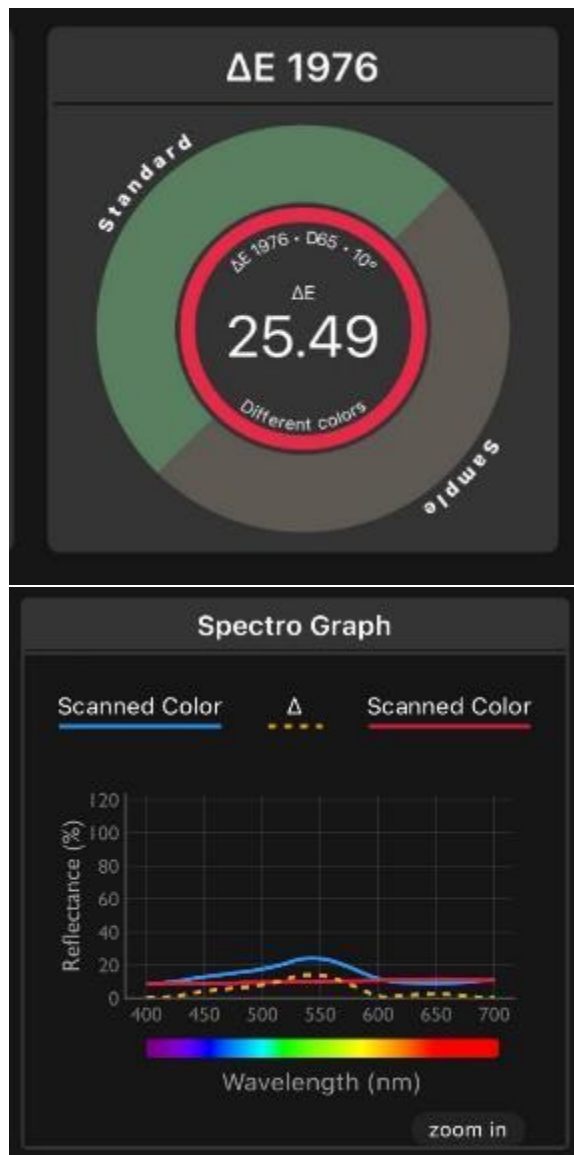 ΔE 1976
Standard
ΔE 1976 • D65 • 10°
ΔE
25.49
Different colors
Sample
Spectro Graph
Scanned Color Δ Scanned Color
Reflectance (%)
120
100
80
60
40
20
0
400 450 500 550 600 650 700
Wavelength (nm)
zoom in